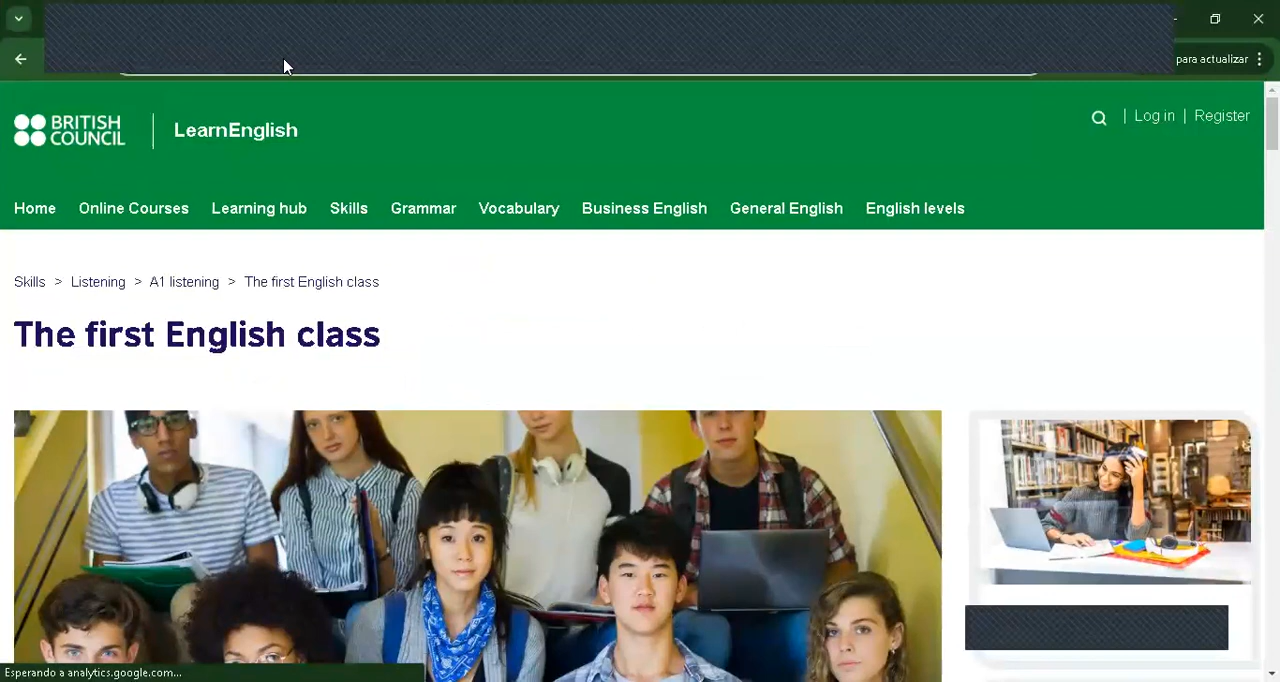 para actualizar
BRITISH COUNCIL
LearnEnglish
| Log in | Register
Home Online Courses Learning hub Skills Grammar Vocabulary Business English General English English levels
Skills > Listening > A1 listening > The first English class
The first English class
Esperando a analytics.google.com...